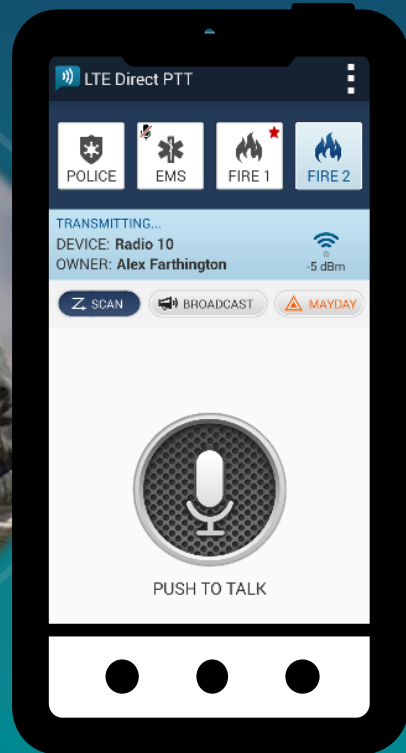 LTE Direct PTT
POLICE
EMS
FIRE 1
FIRE 2
TRANSMITTING...
DEVICE: Radio 10
OWNER: Alex Farthington
-5 dBm
SCAN
BROADCAST
MAYDAY
PUSH TO TALK